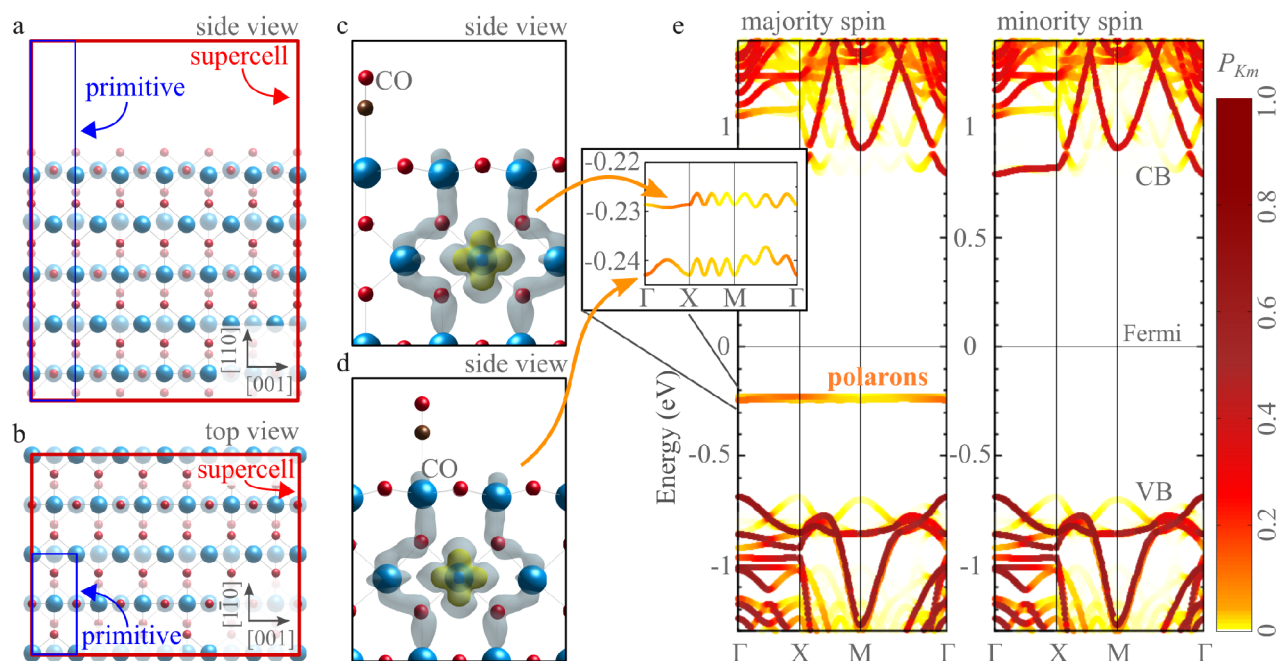 a
side view
supercell
primitive
[110]
[001]
b
top view
supercell
primitive
[11̄0]
[001]
c
side view
CO
d
side view
CO
-0.22
-0.23
-0.24
Γ X M Γ
e
majority spin
minority spin
Energy (eV)
1
0.5
0
-0.5
-1
polarons
Γ X M Γ
1
0.5
0
-0.5
-1
CB
Fermi
VB
Γ X M Γ
P_Km
1.0
0.8
0.6
0.4
0.2
0